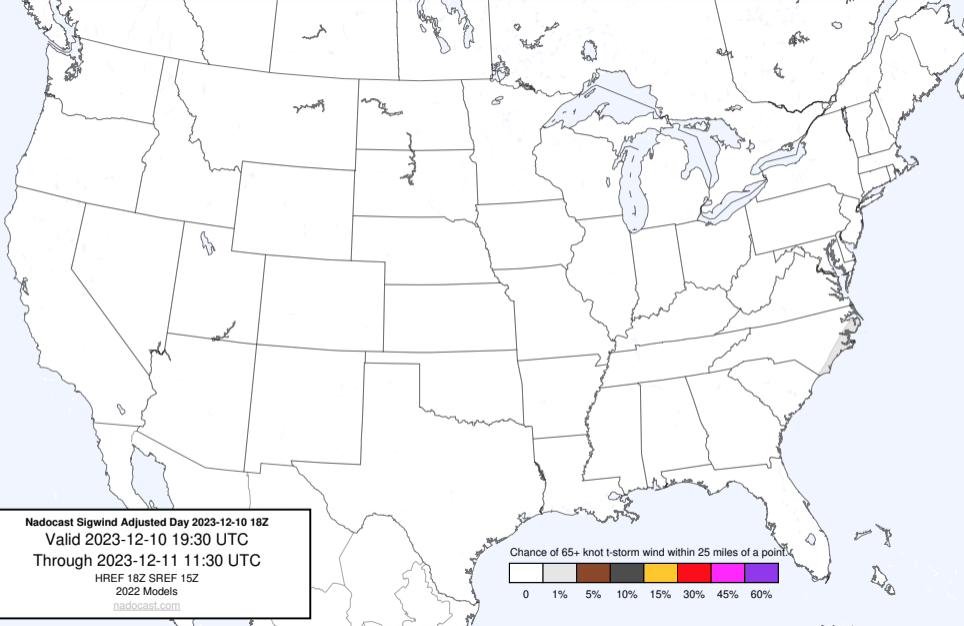 Nadocast Sigwind Adjusted Day 2023-12-10 18Z
Valid 2023-12-10 19:30 UTC
Through 2023-12-11 11:30 UTC
HREF 18Z SREF 15Z
2022 Models
nadocast.com
Chance of 65+ knot t-storm wind within 25 miles of a point.
0 1% 5% 10% 15% 30% 45% 60%